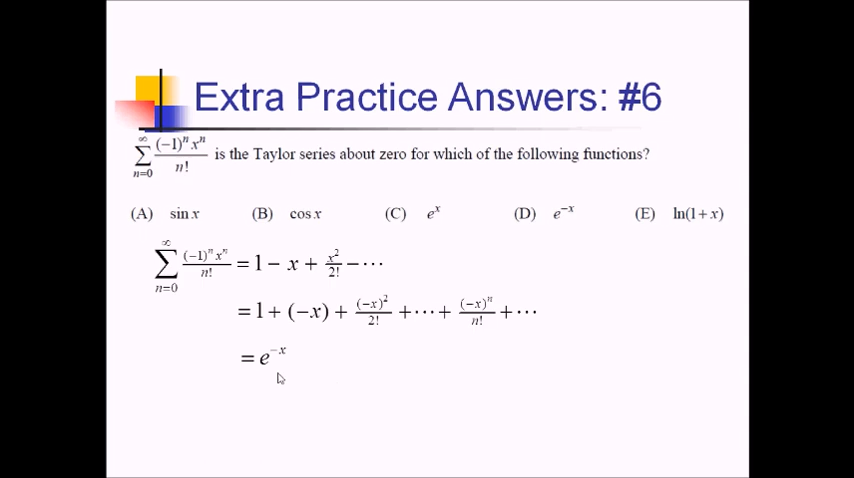 Extra Practice Answers: #6
∑_{n=0}^{∞} (-1)^n x^n / n! is the Taylor series about zero for which of the following functions?
(A) sin x (B) cos x (C) e^x (D) e^{-x} (E) ln(1+x)
∑_{n=0}^{∞} (-1)^n x^n / n! = 1 − x + x^2/2! − ⋯
= 1 + (−x) + (−x)^2/2! + ⋯ + (−x)^n/n! + ⋯
= e^{−x}